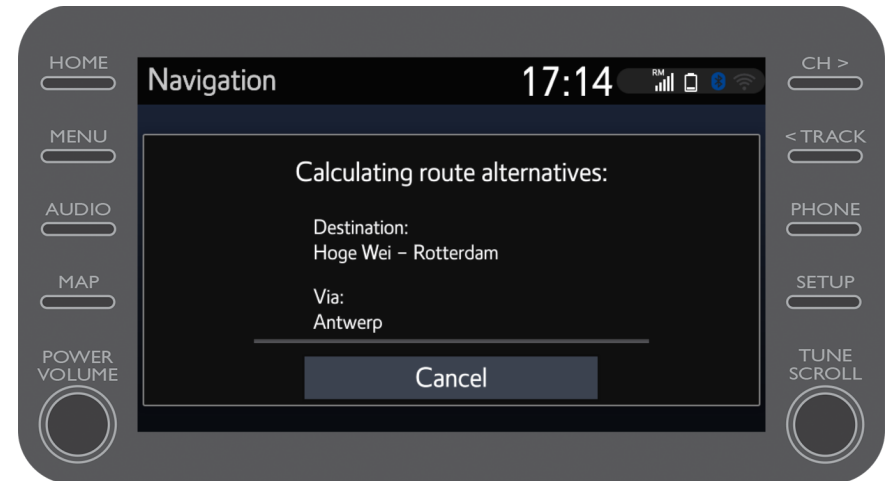 HOME
CH >
Navigation 17:14 RM
MENU
< TRACK
Calculating route alternatives:
AUDIO
PHONE
Destination:
Hoge Wei – Rotterdam
MAP
SETUP
Via:
Antwerp
POWER
VOLUME
TUNE
SCROLL
Cancel